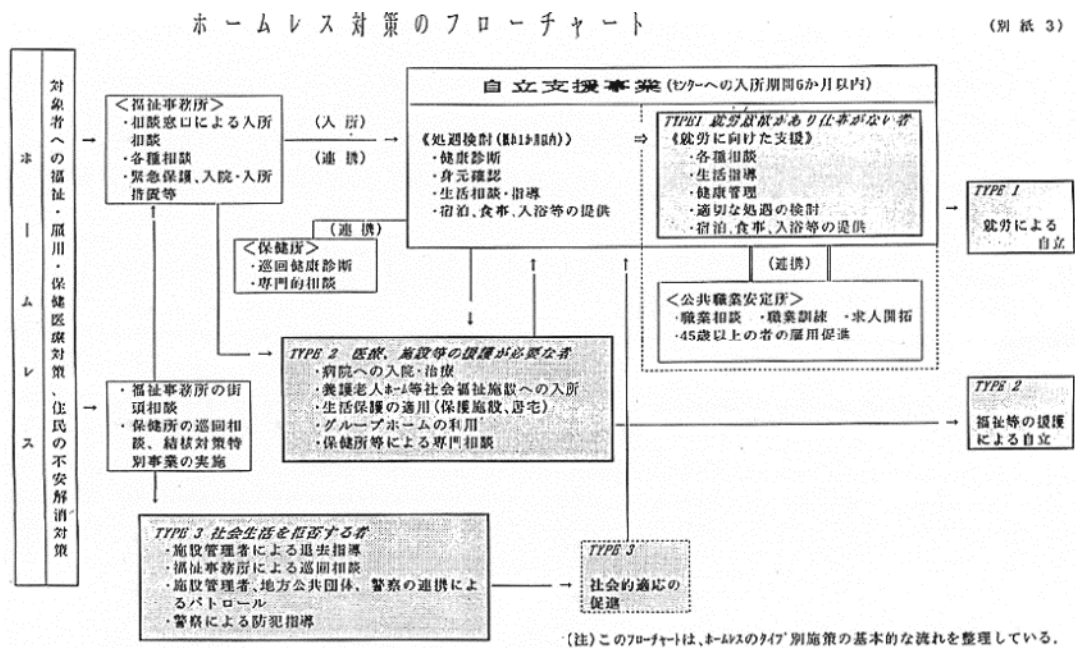 ホームレス対策のフローチャート
(別紙 3)
ホームレス
対象者への福祉・雇用・保健医療対策、住民の不安解消対策
＜福祉事務所＞
・相談窓口による入所
相談
・各種相談
・緊急保護、入院・入所
措置等
(入 所)
(連 携)
自立支援事業 (センターへの入所期間6か月以内)
《処遇検討(概ね1か月以内)》
・健康診断
・身元確認
・生活相談・指導
・宿泊、食事、入浴等の提供
⇒
TYPE1 就労意欲があり仕事がない者
《就労に向けた支援》
・各種相談
・生活指導
・健康管理
・適切な処遇の検討
・宿泊、食事、入浴等の提供
TYPE 1
就労による
自立
(連 携)
＜保健所＞
・巡回健康診断
・専門的相談
(連携)
＜公共職業安定所＞
・職業相談 ・職業訓練 ・求人開拓
・45歳以上の者の雇用促進
TYPE 2 医療、施設等の援護が必要な者
・病院への入院・治療
・養護老人ホーム等社会福祉施設への入所
・生活保護の適用(保護施設、居宅)
・グループホームの利用
・保健所等による専門相談
TYPE 2
福祉等の援護
による自立
・福祉事務所の街
頭相談
・保健所の巡回相
談、結核対策特
別事業の実施
TYPE 3 社会生活を拒否する者
・施設管理者による退去指導
・福祉事務所による巡回相談
・施設管理者、地方公共団体、警察の連携によ
るパトロール
・警察による防犯指導
TYPE 3
社会的適応の
促進
(注)このフローチャートは、ホームレスのタイプ別施策の基本的な流れを整理している。